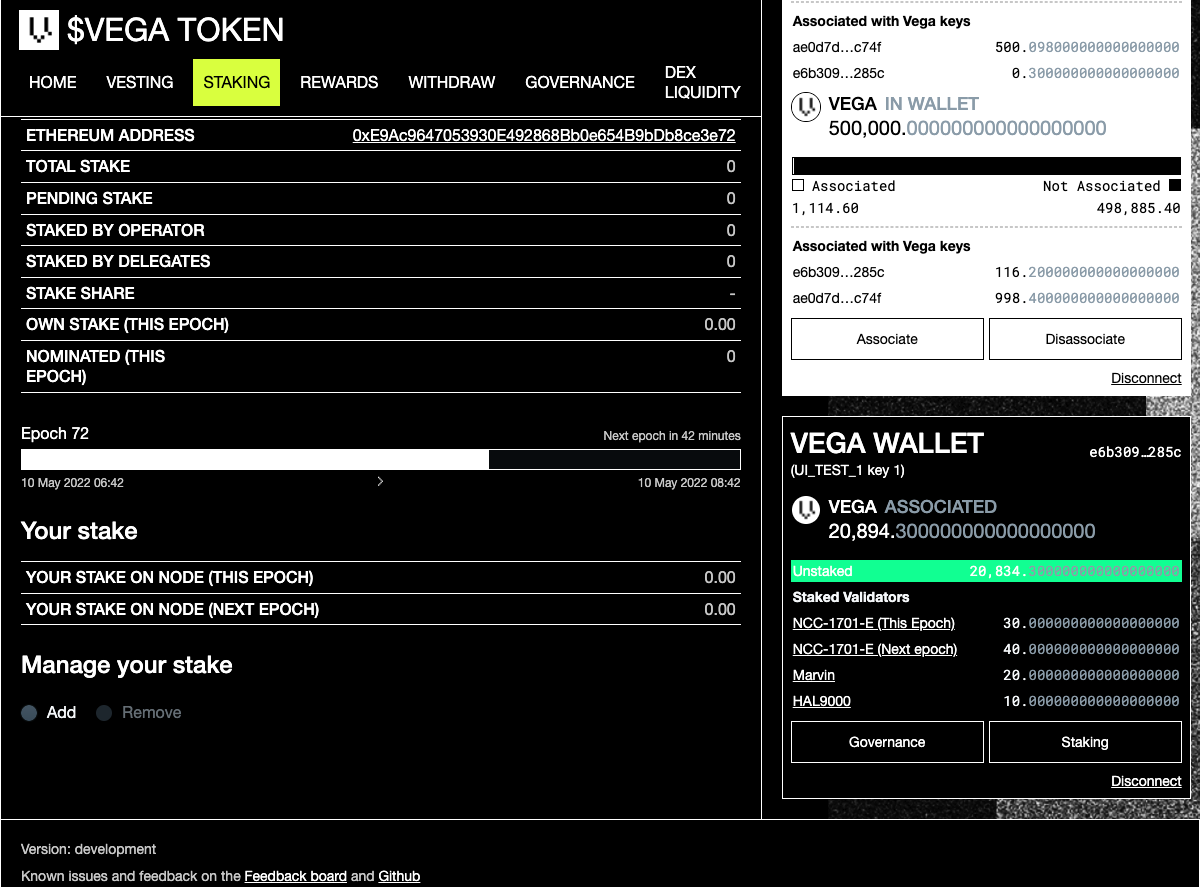 $VEGA TOKEN
HOME VESTING STAKING REWARDS WITHDRAW GOVERNANCE DEX LIQUIDITY
ETHEREUM ADDRESS 0xE9Ac9647053930E492868Bb0e654B9bDb8ce3e72
TOTAL STAKE 0
PENDING STAKE 0
STAKED BY OPERATOR 0
STAKED BY DELEGATES 0
STAKE SHARE -
OWN STAKE (THIS EPOCH) 0.00
NOMINATED (THIS EPOCH) 0
Epoch 72 Next epoch in 42 minutes
10 May 2022 06:42 10 May 2022 08:42
Your stake
YOUR STAKE ON NODE (THIS EPOCH) 0.00
YOUR STAKE ON NODE (NEXT EPOCH) 0.00
Manage your stake
Add Remove
Associated with Vega keys
ae0d7d…c74f 500.098000000000000000
e6b309…285c 0.300000000000000000
VEGA IN WALLET
500,000.000000000000000000
Associated Not Associated
1,114.60 498,885.40
Associated with Vega keys
e6b309…285c 116.200000000000000000
ae0d7d…c74f 998.400000000000000000
Associate Disassociate
Disconnect
VEGA WALLET e6b309…285c
(UI_TEST_1 key 1)
VEGA ASSOCIATED
20,894.300000000000000000
Unstaked 20,834.300000000000000000
Staked Validators
NCC-1701-E (This Epoch) 30.000000000000000000
NCC-1701-E (Next epoch) 40.000000000000000000
Marvin 20.000000000000000000
HAL9000 10.000000000000000000
Governance Staking
Disconnect
Version: development
Known issues and feedback on the Feedback board and Github